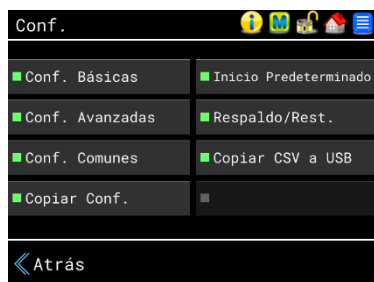 Conf.
M
Conf. Básicas
Inicio Predeterminado
Conf. Avanzadas
Respaldo/Rest.
Conf. Comunes
Copiar CSV a USB
Copiar Conf.
Atrás